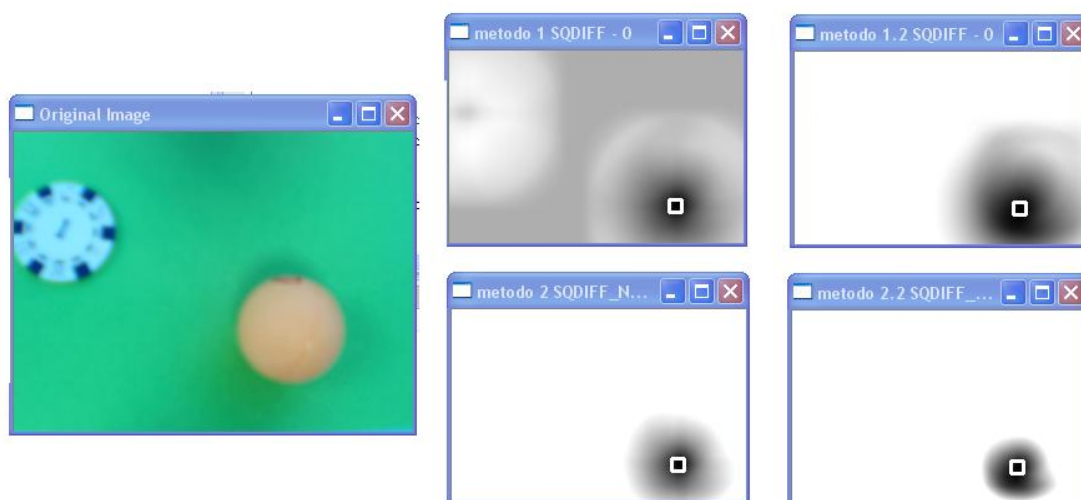 Original Image
metodo 1 SQDIFF - 0
metodo 1.2 SQDIFF - 0
metodo 2 SQDIFF_N...
metodo 2.2 SQDIFF_...